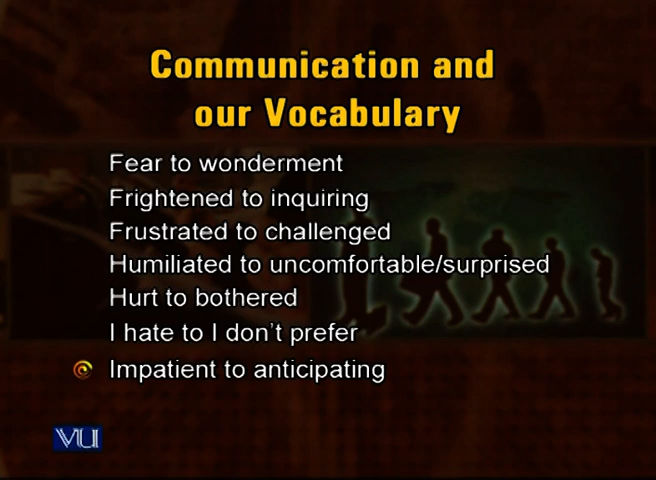 Communication and
our Vocabulary
Fear to wonderment
Frightened to inquiring
Frustrated to challenged
Humiliated to uncomfortable/surprised
Hurt to bothered
I hate to I don't prefer
Impatient to anticipating
VU